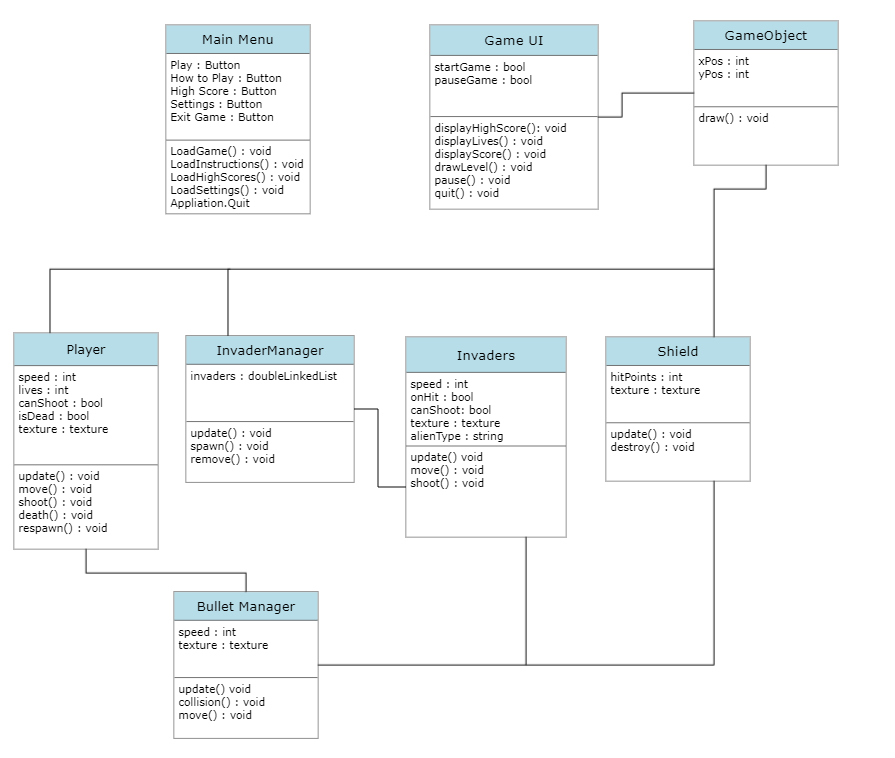 Main Menu
Play : Button
How to Play : Button
High Score : Button
Settings : Button
Exit Game : Button
LoadGame() : void
LoadInstructions() : void
LoadHighScores() : void
LoadSettings() : void
Appliation.Quit
Game UI
startGame : bool
pauseGame : bool
displayHighScore(): void
displayLives() : void
displayScore() : void
drawLevel() : void
pause() : void
quit() : void
GameObject
xPos : int
yPos : int
draw() : void
Player
speed : int
lives : int
canShoot : bool
isDead : bool
texture : texture
update() : void
move() : void
shoot() : void
death() : void
respawn() : void
InvaderManager
invaders : doubleLinkedList
update() : void
spawn() : void
remove() : void
Invaders
speed : int
onHit : bool
canShoot: bool
texture : texture
alienType : string
update() void
move() : void
shoot() : void
Shield
hitPoints : int
texture : texture
update() : void
destroy() : void
Bullet Manager
speed : int
texture : texture
update() void
collision() : void
move() : void